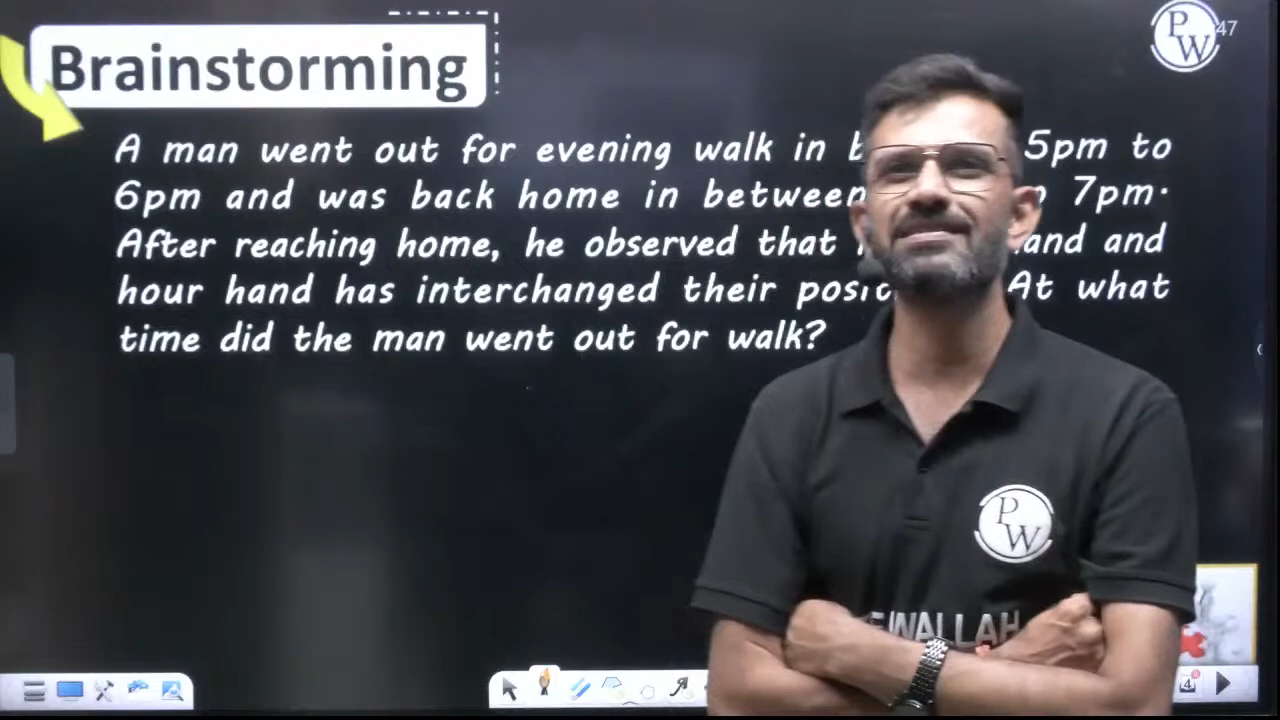 Brainstorming
PW 47
A man went out for evening walk in 5pm to
6pm and was back home in between 7pm.
After reaching home, he observed that and and
hour hand has interchanged their At what
time did the man went out for walk?
PW
WALLAH
4